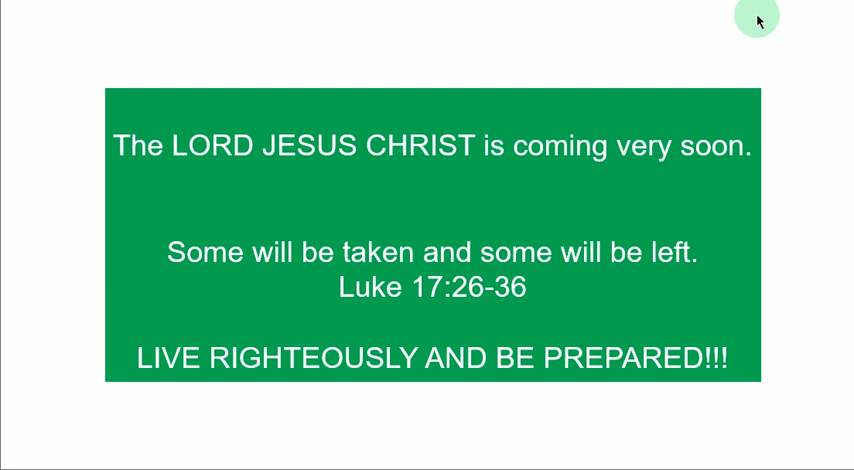 The LORD JESUS CHRIST is coming very soon.
Some will be taken and some will be left.
Luke 17:26-36
LIVE RIGHTEOUSLY AND BE PREPARED!!!